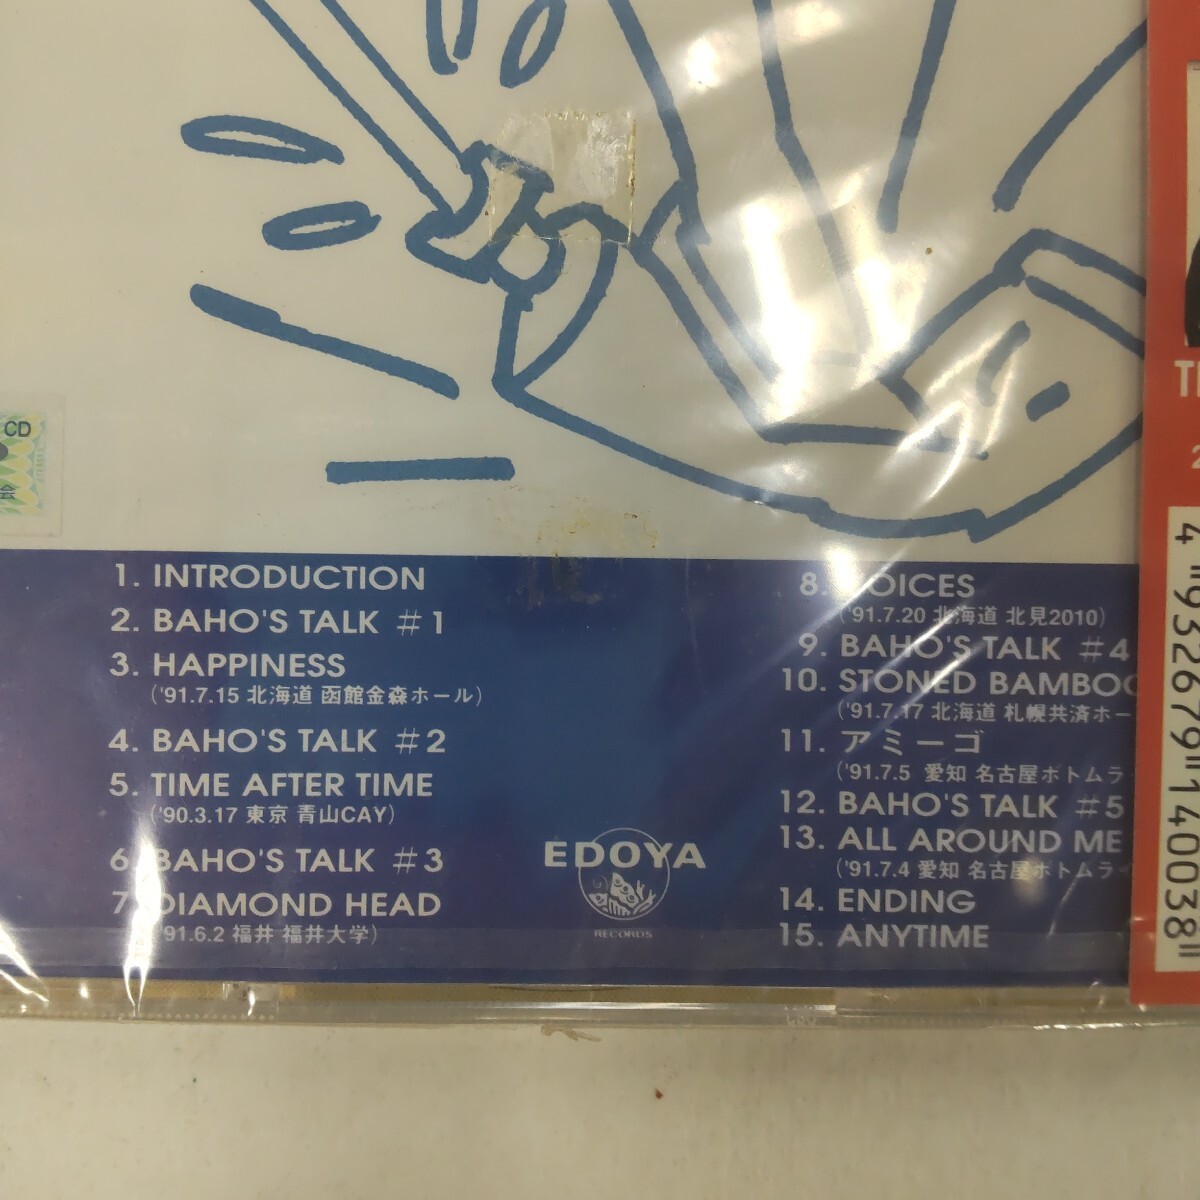 CD
会
1. INTRODUCTION
2. BAHO'S TALK #1
3. HAPPINESS
('91.7.15 北海道 函館金森ホール)
4. BAHO'S TALK #2
5. TIME AFTER TIME
('90.3.17 東京 青山CAY)
6. BAHO'S TALK #3
7. DIAMOND HEAD
('91.6.2 福井 福井大学)
EDOYA
RECORDS
8. VOICES
('91.7.20 北海道 北見2010)
9. BAHO'S TALK #4
10. STONED BAMBOO
('91.7.17 北海道 札幌共済ホー
11. アミーゴ
('91.7.5 愛知 名古屋ボトムラ
12. BAHO'S TALK #5
13. ALL AROUND ME
('91.7.4 愛知 名古屋ボトムライ
14. ENDING
15. ANYTIME
4"932679"140038"